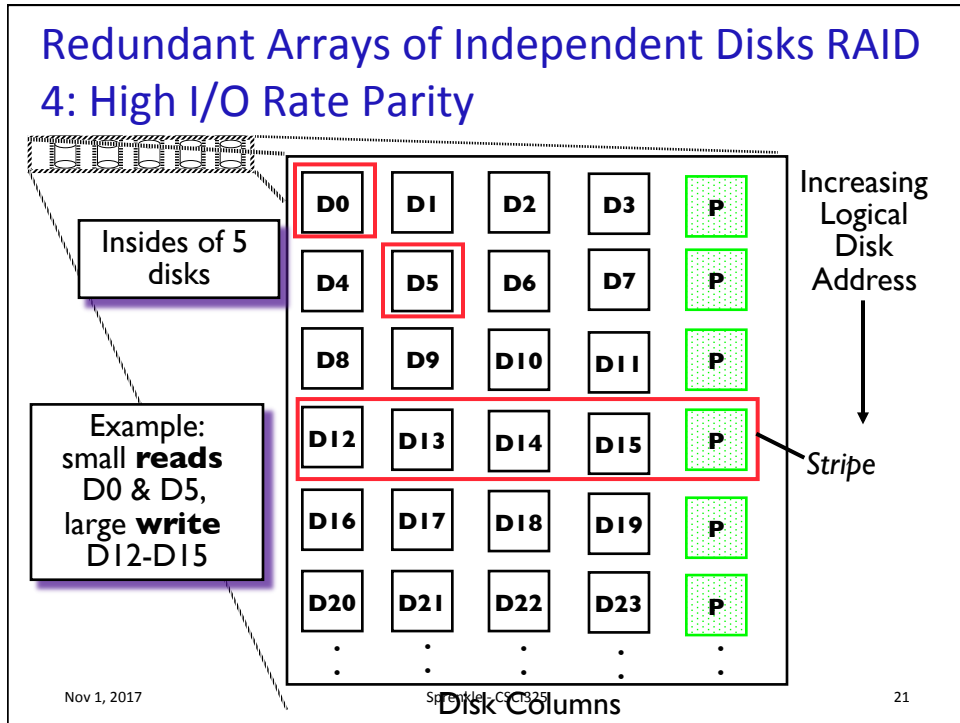 Redundant Arrays of Independent Disks RAID
4: High I/O Rate Parity
Insides of 5
disks
Example:
small reads
D0 & D5,
large write
D12-D15
D0 D1 D2 D3 P
D4 D5 D6 D7 P
D8 D9 D10 D11 P
D12 D13 D14 D15 P
D16 D17 D18 D19 P
D20 D21 D22 D23 P
Increasing
Logical
Disk
Address
Stripe
Disk Columns
Nov 1, 2017
Sprenkle - CSCI325
21